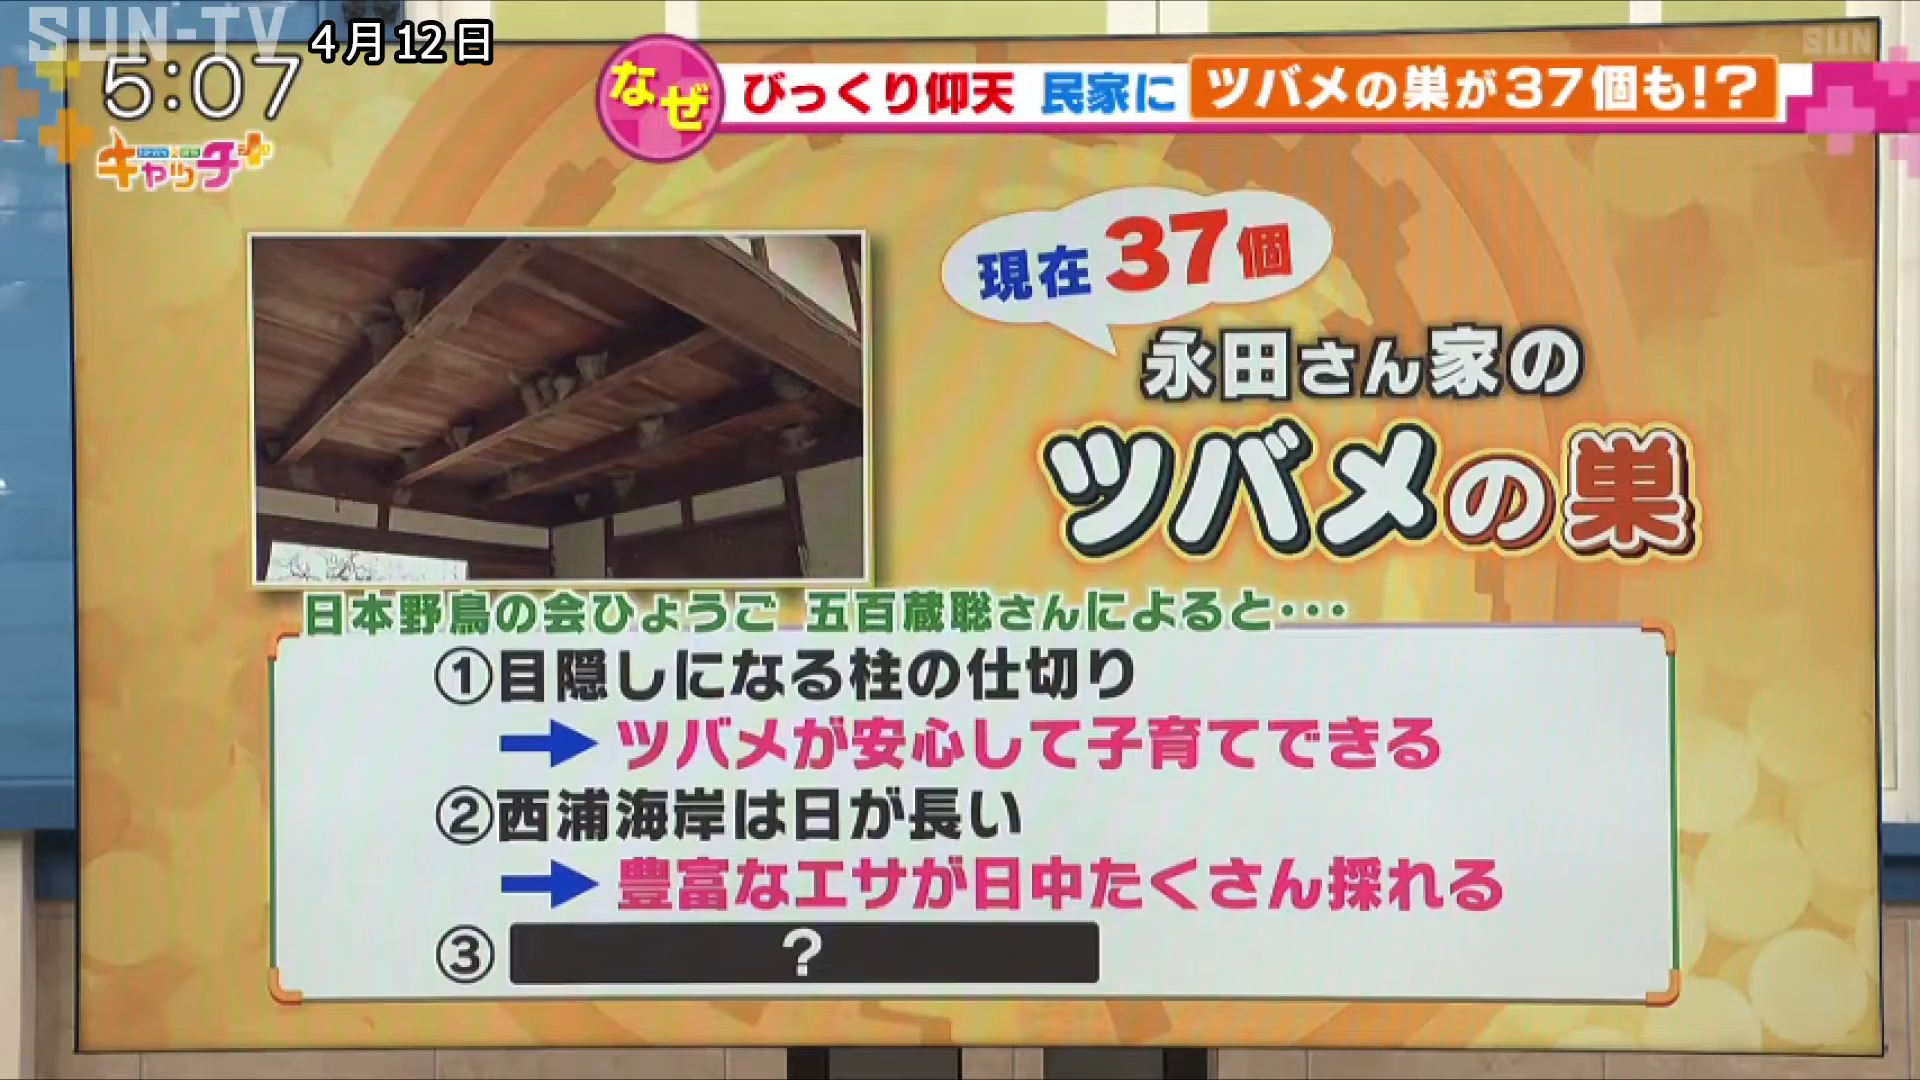 SUN-TV
4月12日
5:07
キャッチ+
なぜ
びっくり仰天 民家に ツバメの巣が37個も!?
SUN
現在37個
永田さん家の
ツバメの巣
日本野鳥の会ひょうご 五百蔵聡さんによると・・・
①目隠しになる柱の仕切り
➡ツバメが安心して子育てできる
②西浦海岸は日が長い
➡豊富なエサが日中たくさん採れる
③ ?